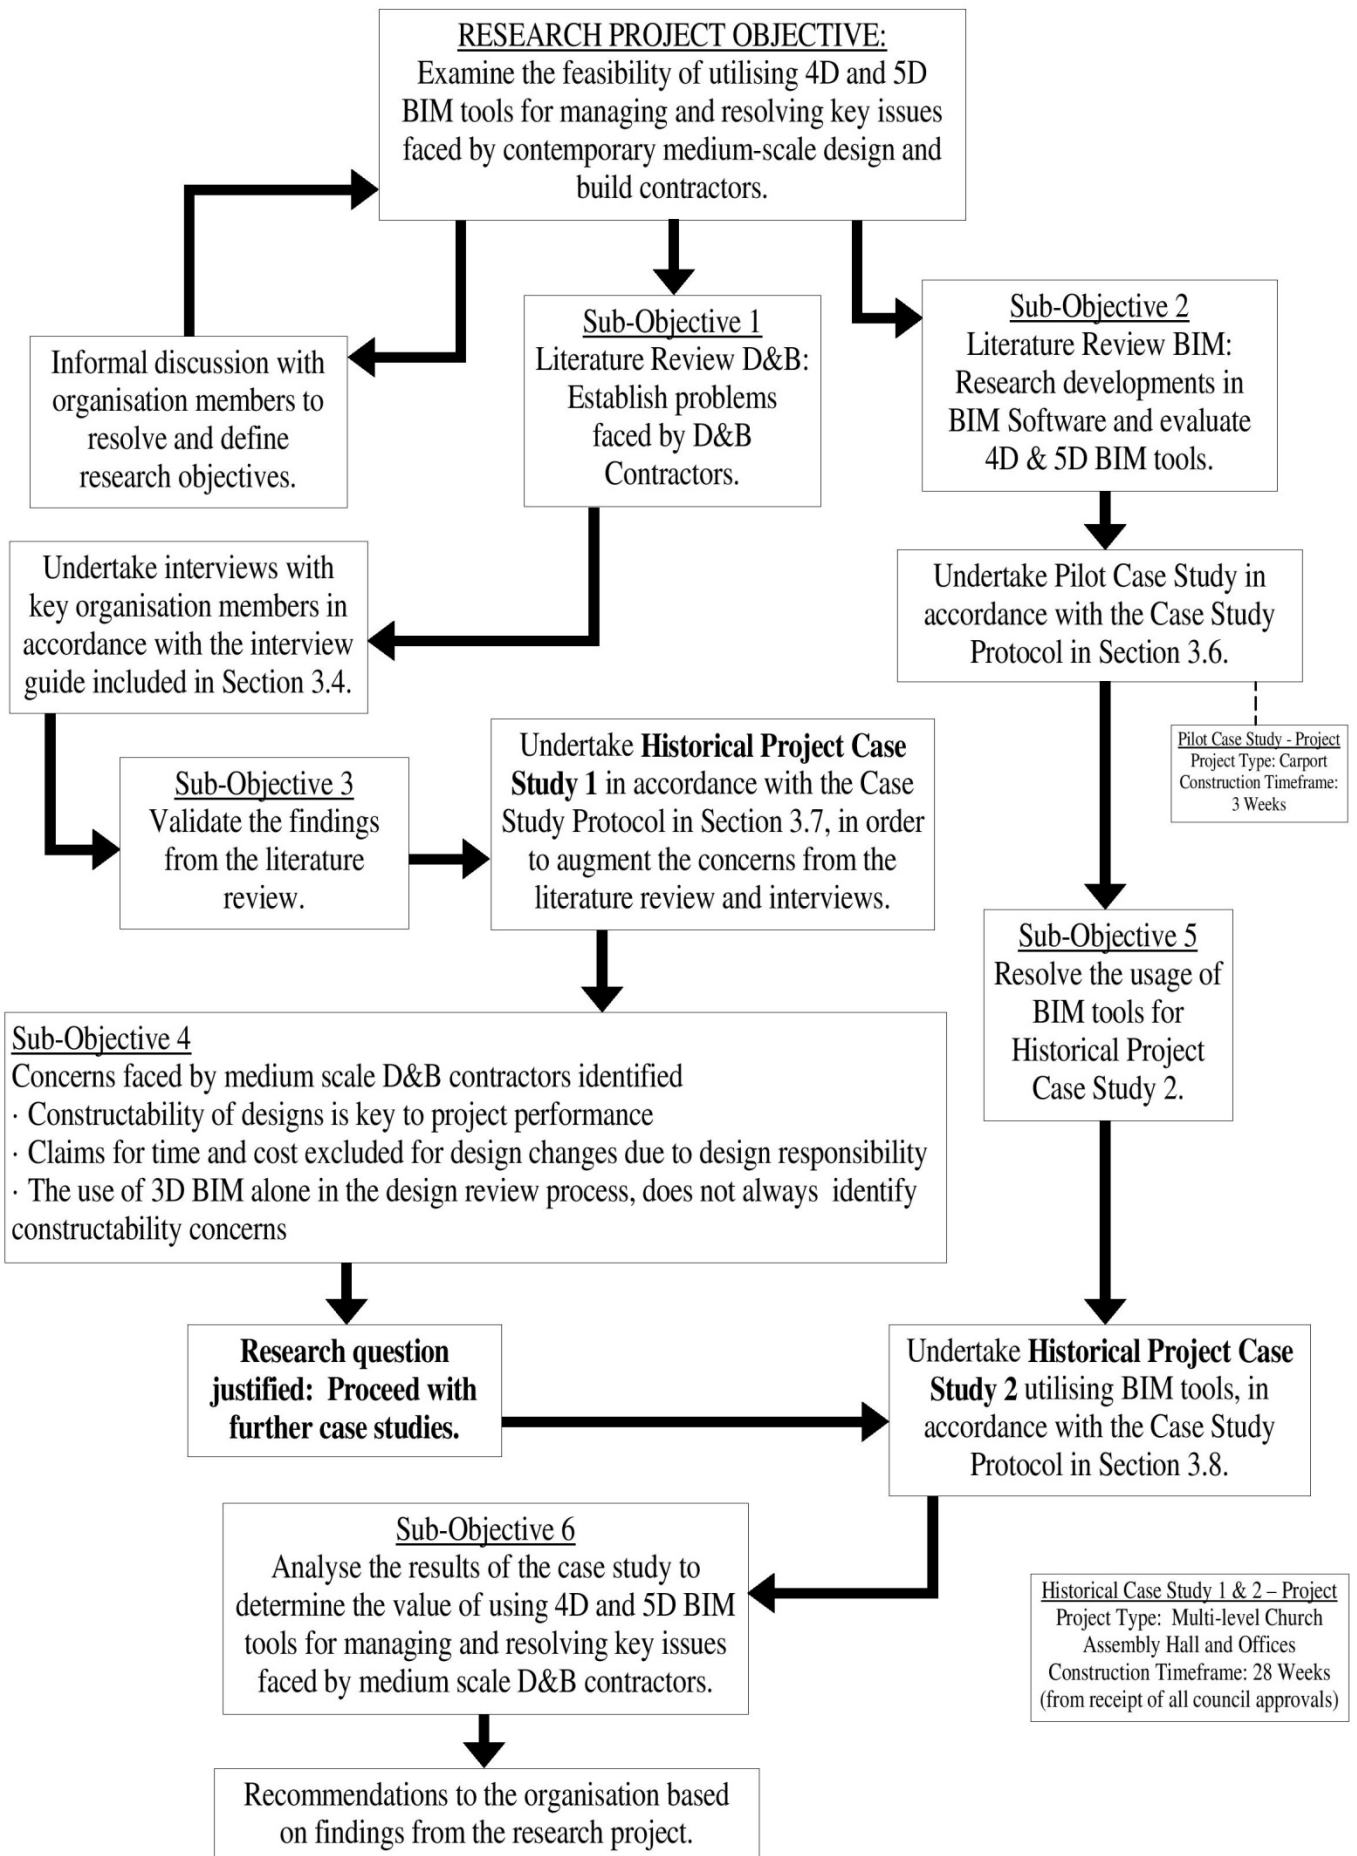 RESEARCH PROJECT OBJECTIVE:
Examine the feasibility of utilising 4D and 5D
BIM tools for managing and resolving key issues
faced by contemporary medium-scale design and
build contractors.
Informal discussion with
organisation members to
resolve and define
research objectives.
Sub-Objective 1
Literature Review D&B:
Establish problems
faced by D&B
Contractors.
Sub-Objective 2
Literature Review BIM:
Research developments in
BIM Software and evaluate
4D & 5D BIM tools.
Undertake interviews with
key organisation members in
accordance with the interview
guide included in Section 3.4.
Undertake Pilot Case Study in
accordance with the Case Study
Protocol in Section 3.6.
Pilot Case Study - Project
Project Type: Carport
Construction Timeframe:
3 Weeks
Sub-Objective 3
Validate the findings
from the literature
review.
Undertake Historical Project Case
Study 1 in accordance with the Case
Study Protocol in Section 3.7, in order
to augment the concerns from the
literature review and interviews.
Sub-Objective 5
Resolve the usage of
BIM tools for
Historical Project
Case Study 2.
Sub-Objective 4
Concerns faced by medium scale D&B contractors identified
· Constructability of designs is key to project performance
· Claims for time and cost excluded for design changes due to design responsibility
· The use of 3D BIM alone in the design review process, does not always identify
constructability concerns
Research question
justified: Proceed with
further case studies.
Undertake Historical Project Case
Study 2 utilising BIM tools, in
accordance with the Case Study
Protocol in Section 3.8.
Sub-Objective 6
Analyse the results of the case study to
determine the value of using 4D and 5D BIM
tools for managing and resolving key issues
faced by medium scale D&B contractors.
Historical Case Study 1 & 2 – Project
Project Type: Multi-level Church
Assembly Hall and Offices
Construction Timeframe: 28 Weeks
(from receipt of all council approvals)
Recommendations to the organisation based
on findings from the research project.